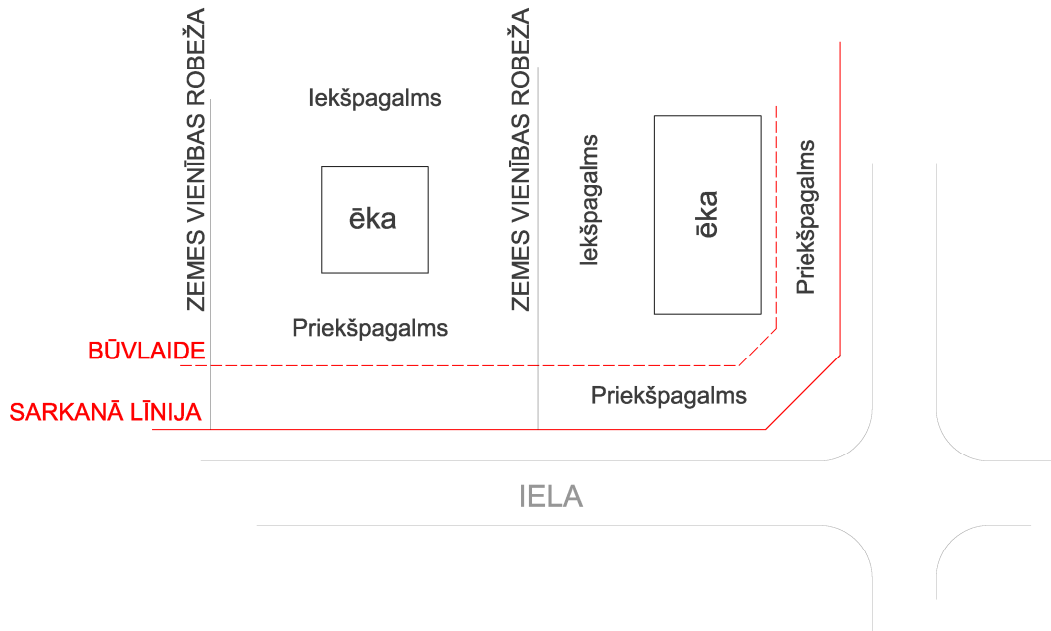 ZEMES VIENĪBAS ROBEŽA
Iekšpagalms
ēka
Priekšpagalms
ZEMES VIENĪBAS ROBEŽA
Iekšpagalms
ēka
Priekšpagalms
BŪVLAIDE
Priekšpagalms
SARKANĀ LĪNIJA
IELA